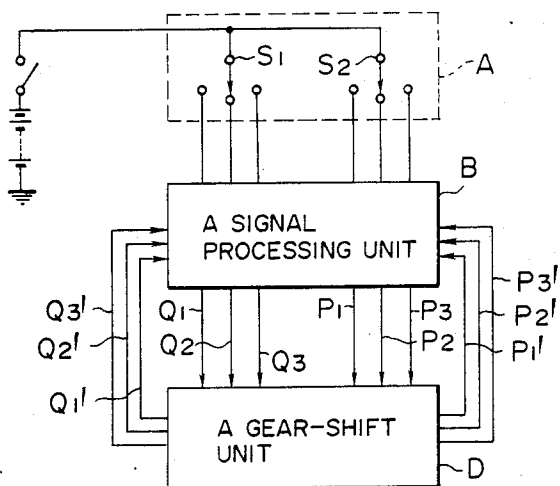 S1
S2
A
B
A SIGNAL
PROCESSING UNIT
Q1
Q2
Q3
P1
P2
P3
Q3'
Q2'
Q1'
P3'
P2'
P1'
A GEAR-SHIFT
UNIT
D